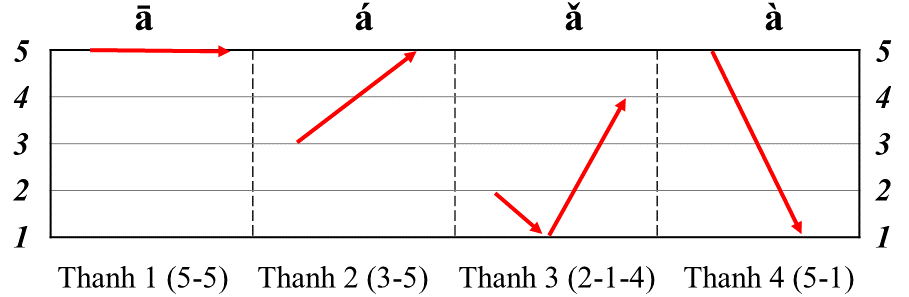 ā á ǎ à
5 5
4 4
3 3
2 2
1 1
Thanh 1 (5-5) Thanh 2 (3-5) Thanh 3 (2-1-4) Thanh 4 (5-1)